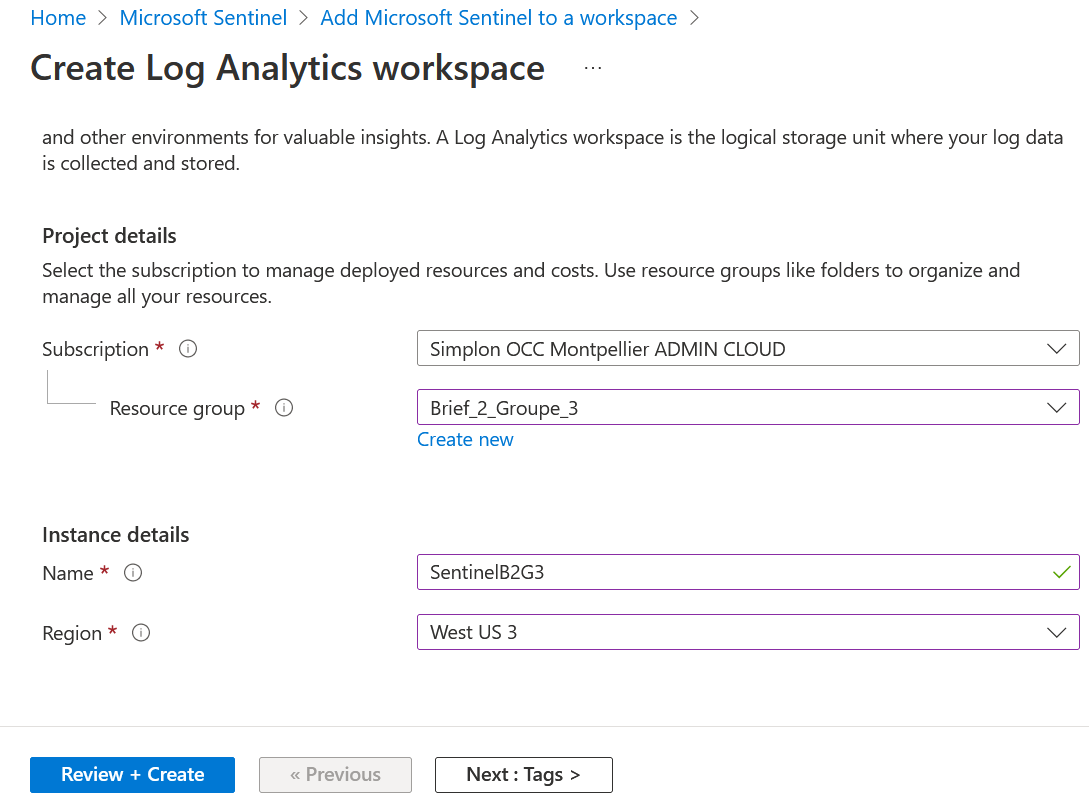 Home > Microsoft Sentinel > Add Microsoft Sentinel to a workspace >
Create Log Analytics workspace ...
and other environments for valuable insights. A Log Analytics workspace is the logical storage unit where your log data
is collected and stored.
Project details
Select the subscription to manage deployed resources and costs. Use resource groups like folders to organize and
manage all your resources.
Subscription * Simplon OCC Montpellier ADMIN CLOUD
Resource group * Brief_2_Groupe_3
Create new
Instance details
Name * SentinelB2G3
Region * West US 3
Review + Create « Previous Next : Tags >